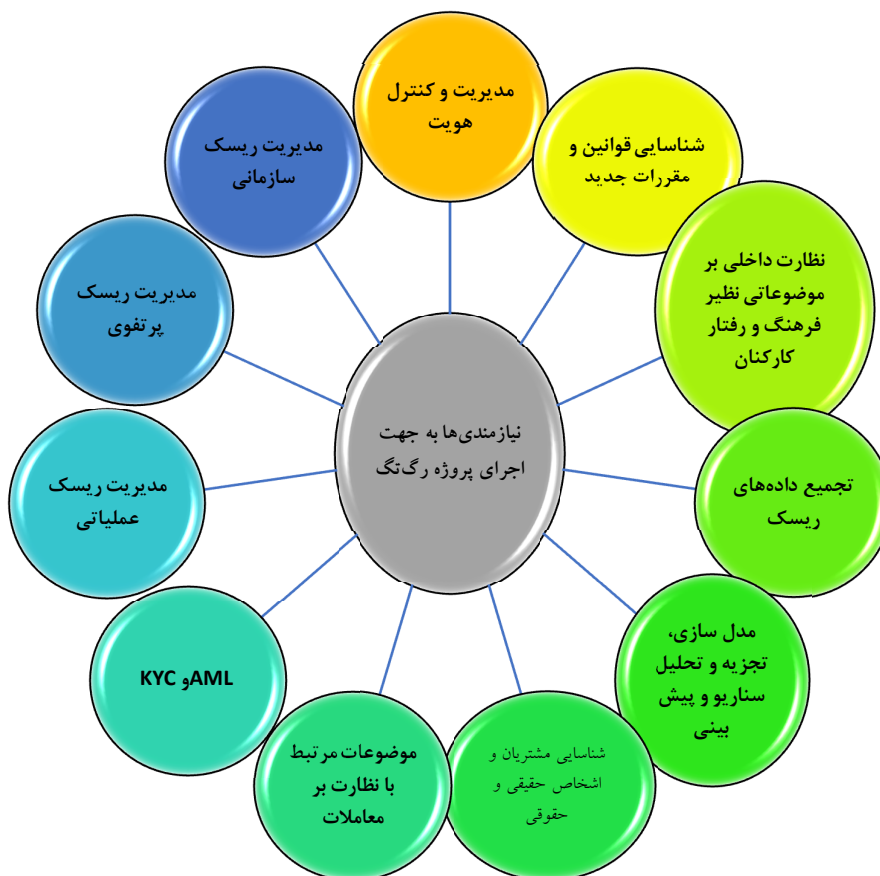 مدیریت و کنترل
هویت
شناسایی قوانین و
مقررات جدید
نظارت داخلی بر
موضوعاتی نظیر
فرهنگ و رفتار
کارکنان
تجمیع داده‌های
ریسک
مدل سازی،
تجزیه و تحلیل
سناریو و پیش
بینی
شناسایی مشتریان و
اشخاص حقیقی و
حقوقی
موضوعات مرتبط
با نظارت بر
معاملات
KYC وAML
مدیریت ریسک
عملیاتی
مدیریت ریسک
پرتفوی
مدیریت ریسک
سازمانی
نیازمندی‌ها به جهت
اجرای پروژه رگ‌تگ